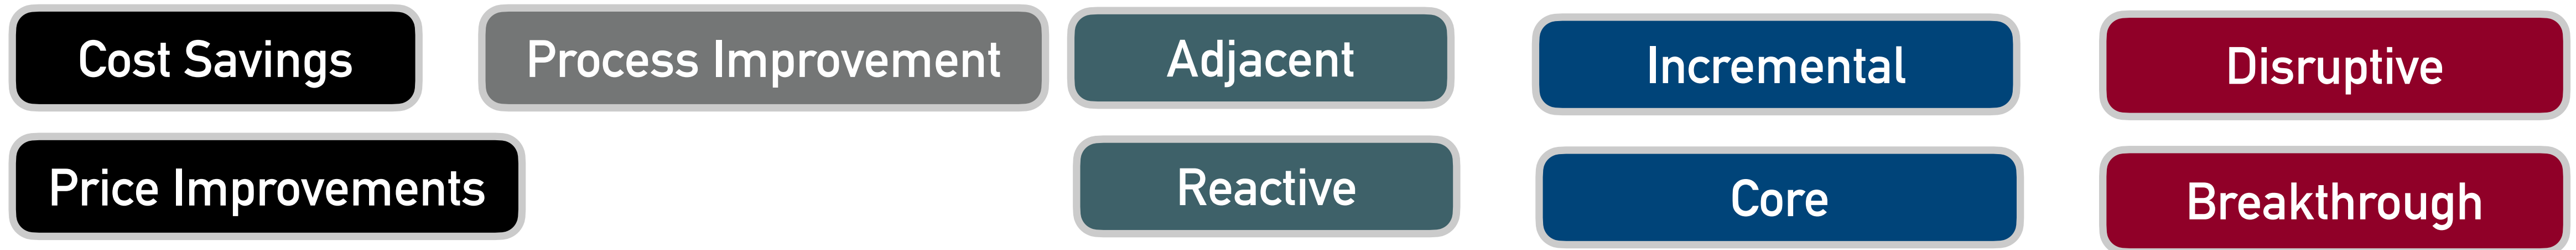 Cost Savings
Process Improvement
Adjacent
Incremental
Disruptive
Price Improvements
Reactive
Core
Breakthrough